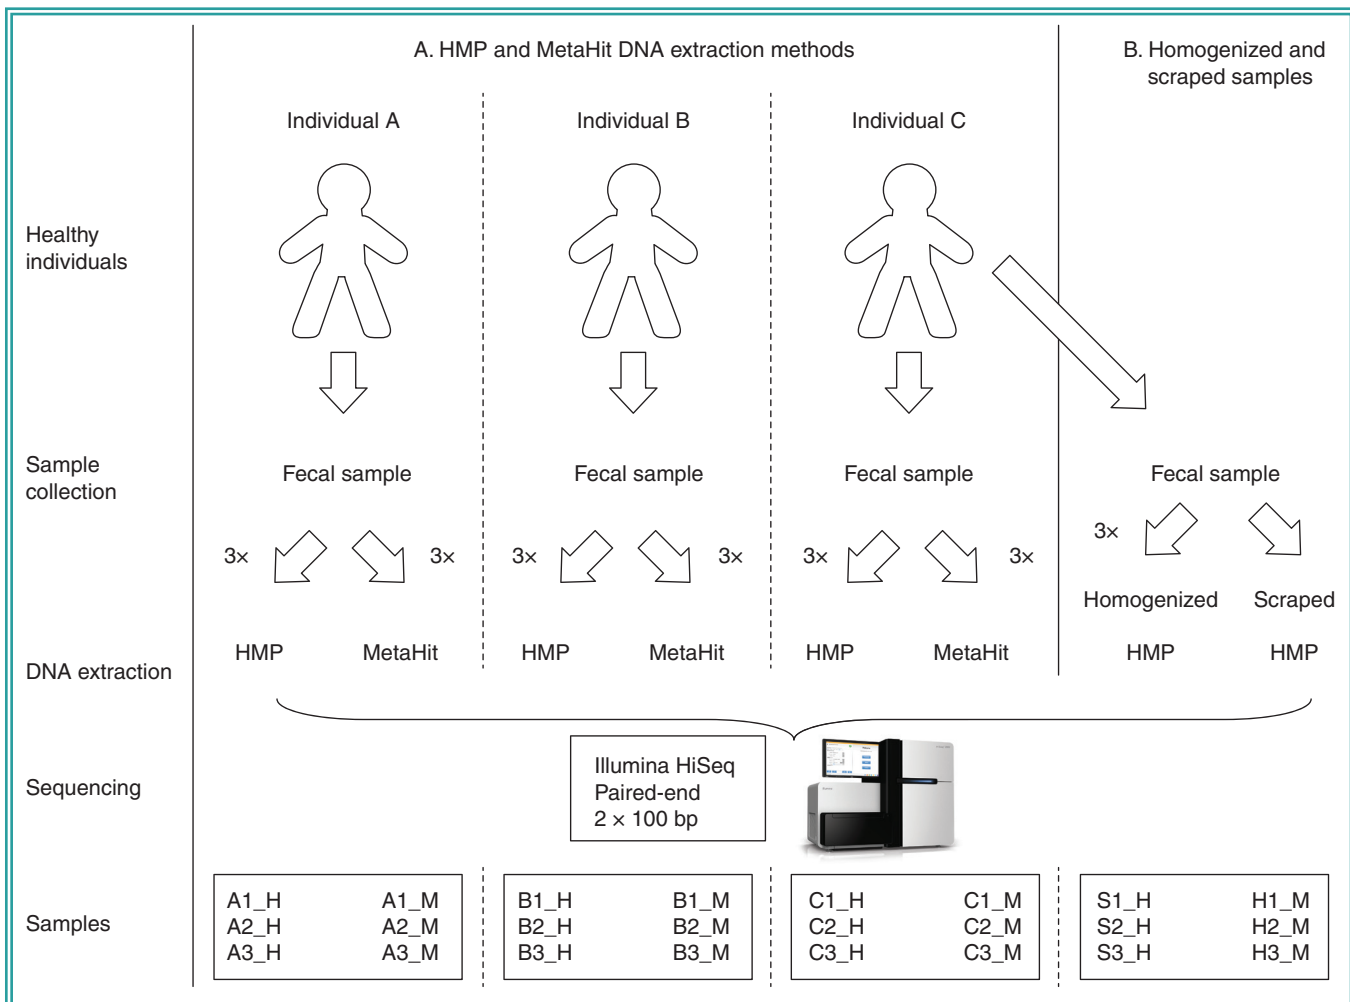 A. HMP and MetaHit DNA extraction methods
B. Homogenized and
scraped samples
Individual A
Individual B
Individual C
Healthy
individuals
Sample
collection
Fecal sample
Fecal sample
Fecal sample
Fecal sample
3×
3×
3×
3×
3×
3×
3×
Homogenized
Scraped
DNA extraction
HMP
MetaHit
HMP
MetaHit
HMP
MetaHit
HMP
HMP
Sequencing
Illumina HiSeq
Paired-end
2 × 100 bp
Samples
A1_H A1_M
A2_H A2_M
A3_H A3_M
B1_H B1_M
B2_H B2_M
B3_H B3_M
C1_H C1_M
C2_H C2_M
C3_H C3_M
S1_H H1_M
S2_H H2_M
S3_H H3_M